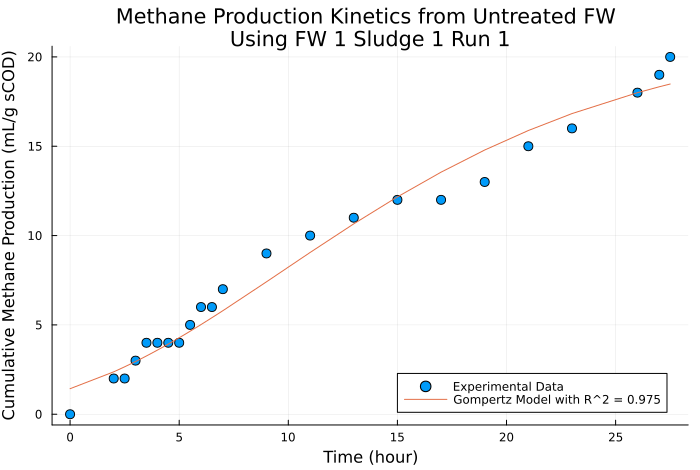 Methane Production Kinetics from Untreated FW
Using FW 1 Sludge 1 Run 1
Cumulative Methane Production (mL/g sCOD)
20
15
10
5
0
Experimental Data
Gompertz Model with R^2 = 0.975
0 5 10 15 20 25
Time (hour)